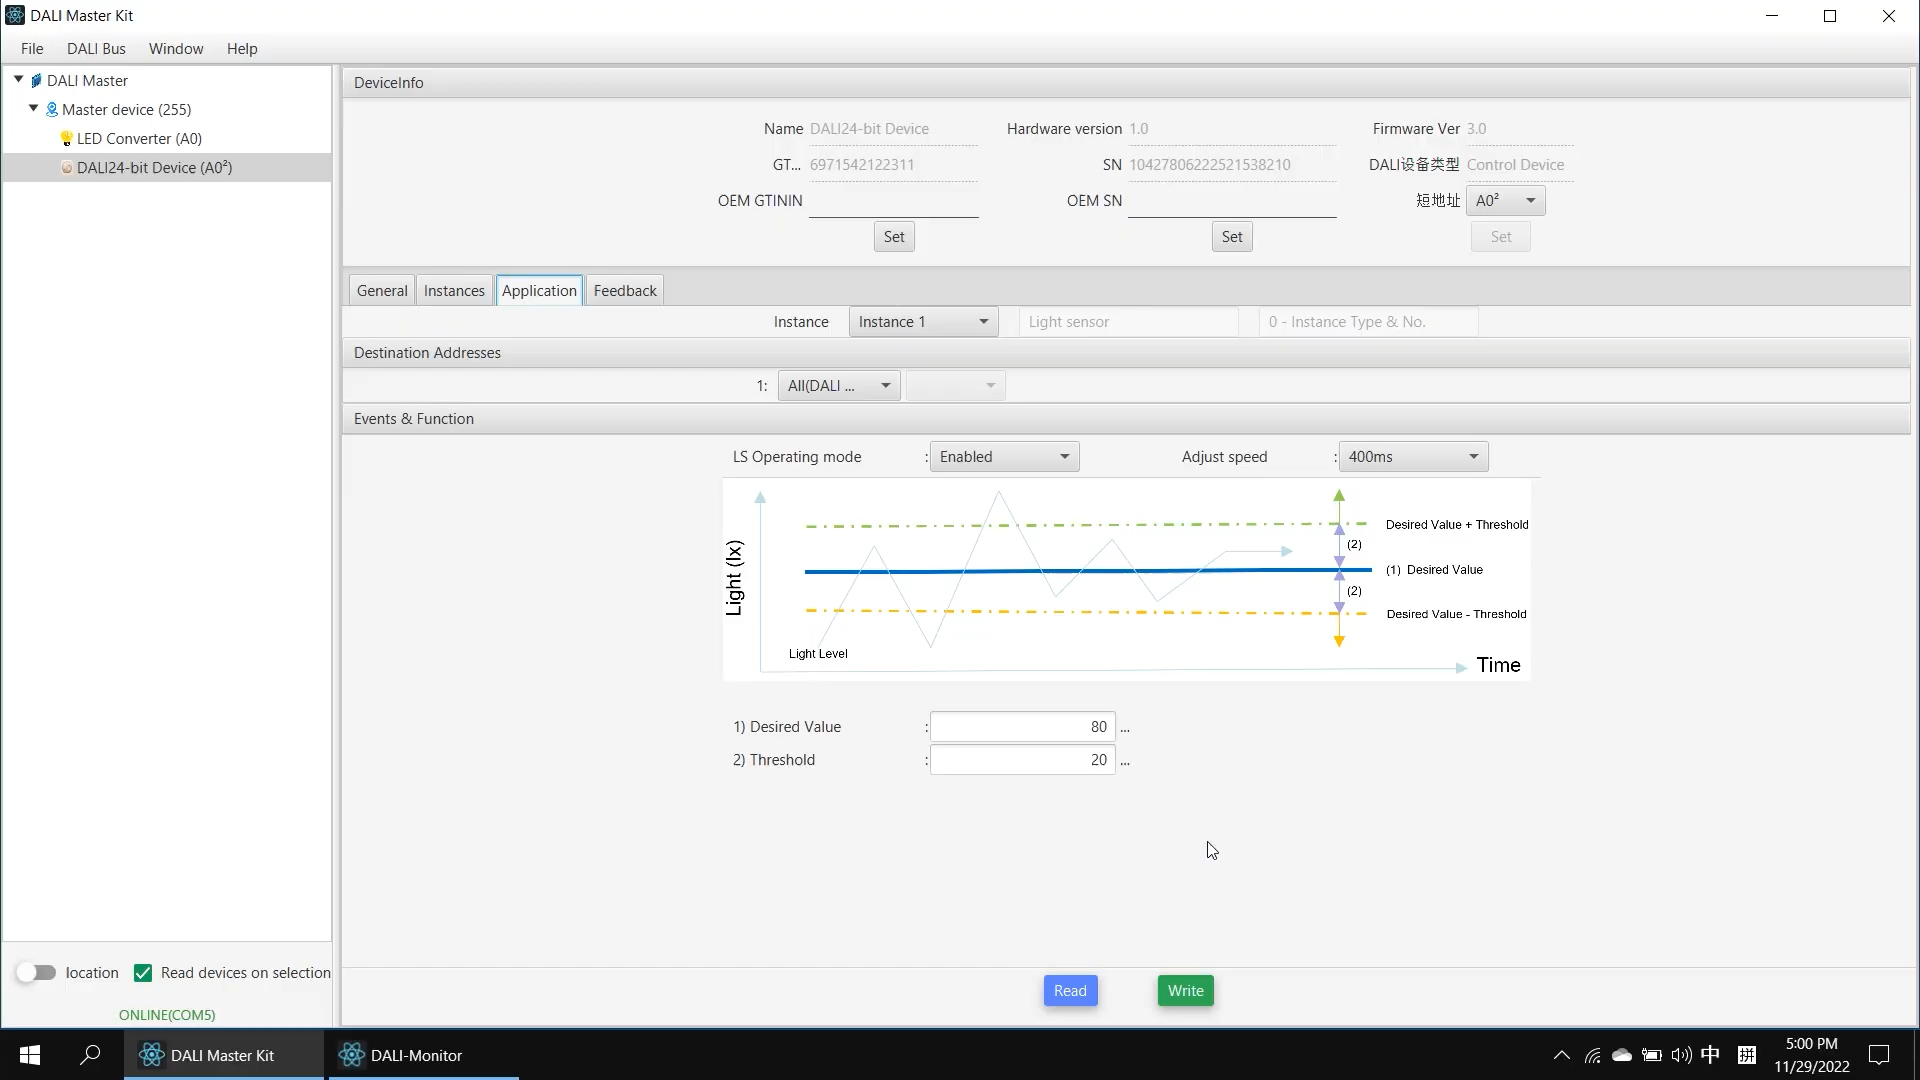 DALI Master Kit
File DALI Bus Window Help
DALI Master
Master device (255)
LED Converter (A0)
DALI24-bit Device (A0²)
location Read devices on selection
ONLINE(COM5)
DeviceInfo
Name DALI24-bit Device Hardware version 1.0 Firmware Ver 3.0
GT... 6971542122311 SN 10427806222521538210 DALI设备类型 Control Device
OEM GTININ OEM SN 短地址 A0²
Set Set Set
General Instances Application Feedback
Instance Instance 1 Light sensor 0 - Instance Type & No.
Destination Addresses
1: All(DALI ...
Events & Function
LS Operating mode : Enabled Adjust speed : 400ms
Light (lx)
Desired Value + Threshold
(2)
(1) Desired Value
(2)
Desired Value - Threshold
Light Level
Time
1) Desired Value : 80 ...
2) Threshold : 20 ...
Read Write
DALI Master Kit DALI-Monitor
中 拼 5:00 PM
11/29/2022